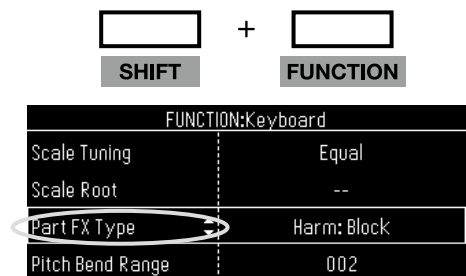 +
SHIFT FUNCTION
FUNCTION:Keyboard
Scale Tuning Equal
Scale Root --
Part FX Type Harm: Block
Pitch Bend Range 002